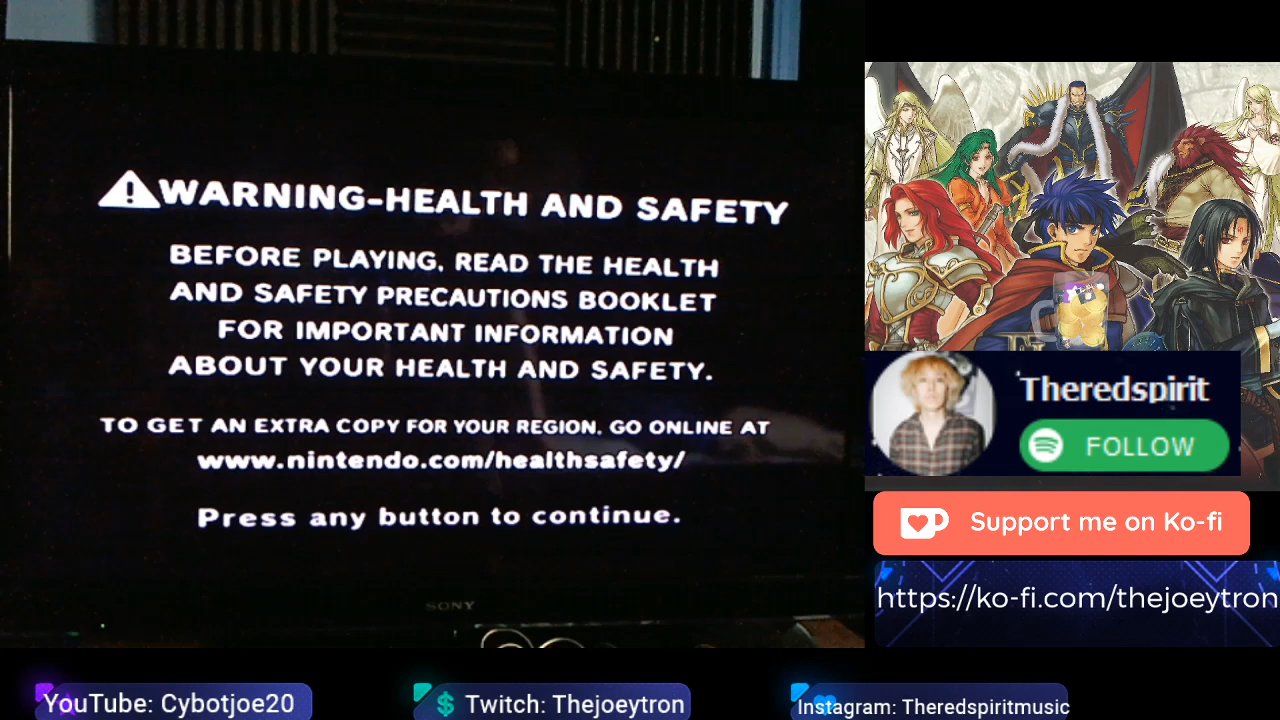 WARNING-HEALTH AND SAFETY
BEFORE PLAYING, READ THE HEALTH
AND SAFETY PRECAUTIONS BOOKLET
FOR IMPORTANT INFORMATION
ABOUT YOUR HEALTH AND SAFETY.
TO GET AN EXTRA COPY FOR YOUR REGION, GO ONLINE AT
www.nintendo.com/healthsafety/
Press any button to continue.
SONY
Theredspirit
FOLLOW
Support me on Ko-fi
https://ko-fi.com/thejoeytron
YouTube: Cybotjoe20
Twitch: Thejoeytron
Instagram: Theredspiritmusic